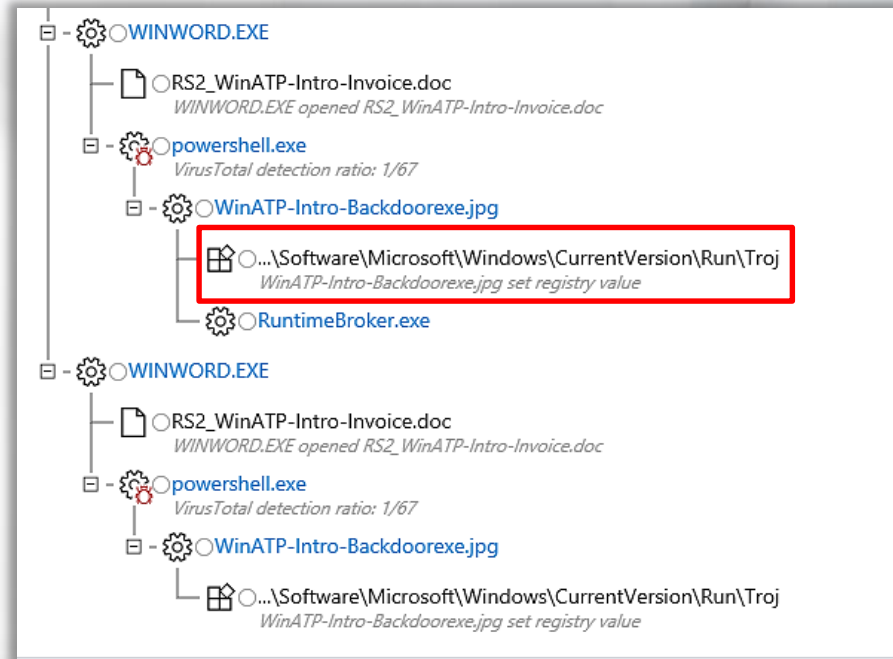 WINWORD.EXE
RS2_WinATP-Intro-Invoice.doc
WINWORD.EXE opened RS2_WinATP-Intro-Invoice.doc
powershell.exe
VirusTotal detection ratio: 1/67
WinATP-Intro-Backdoorexe.jpg
...\Software\Microsoft\Windows\CurrentVersion\Run\Troj
WinATP-Intro-Backdoorexe.jpg set registry value
RuntimeBroker.exe
WINWORD.EXE
RS2_WinATP-Intro-Invoice.doc
WINWORD.EXE opened RS2_WinATP-Intro-Invoice.doc
powershell.exe
VirusTotal detection ratio: 1/67
WinATP-Intro-Backdoorexe.jpg
...\Software\Microsoft\Windows\CurrentVersion\Run\Troj
WinATP-Intro-Backdoorexe.jpg set registry value